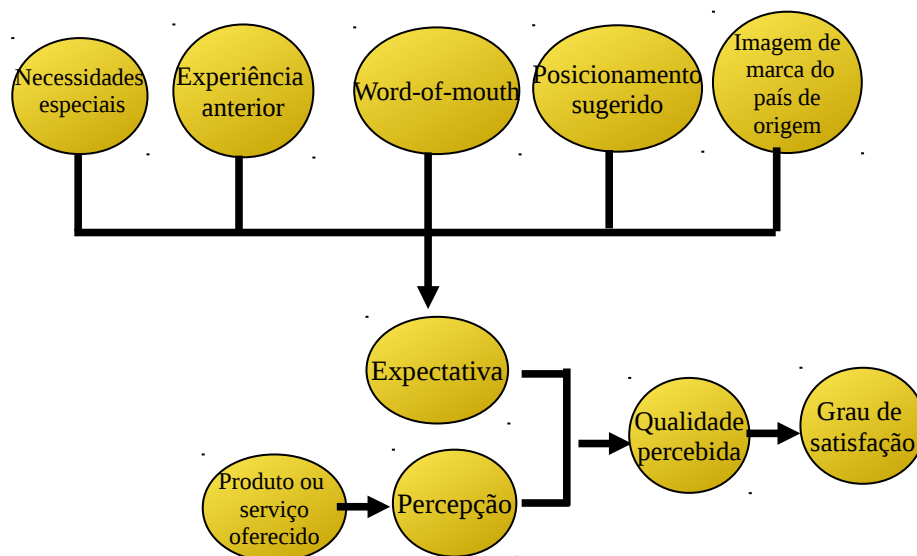 Necessidades
especiais
Experiência
anterior
Word-of-mouth
Posicionamento
sugerido
Imagem de
marca do
país de
origem
Expectativa
Produto ou
serviço
oferecido
Percepção
Qualidade
percebida
Grau de
satisfação